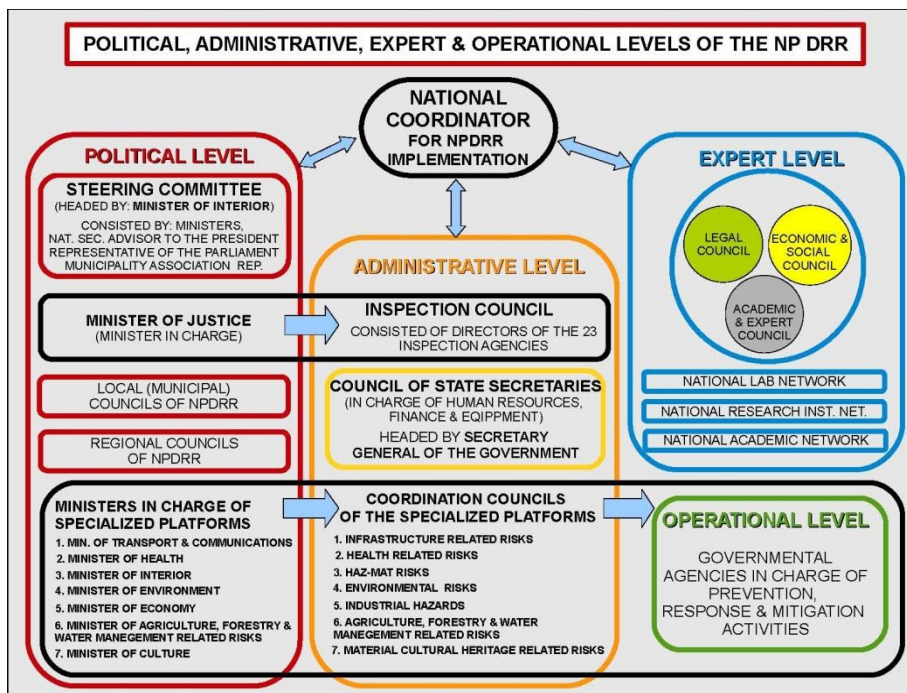 POLITICAL, ADMINISTRATIVE, EXPERT & OPERATIONAL LEVELS OF THE NP DRR
NATIONAL
COORDINATOR
FOR NPDRR
IMPLEMENTATION
POLITICAL LEVEL
STEERING COMMITTEE
(HEADED BY: MINISTER OF INTERIOR)
CONSISTED BY: MINISTERS,
NAT. SEC. ADVISOR TO THE PRESIDENT
REPRESENTATIVE OF THE PARLIAMENT
MUNICIPALITY ASSOCIATION REP.
MINISTER OF JUSTICE
(MINISTER IN CHARGE)
LOCAL (MUNICIPAL)
COUNCILS OF NPDRR
REGIONAL COUNCILS
OF NPDRR
MINISTERS IN CHARGE OF
SPECIALIZED PLATFORMS
1. MIN. OF TRANSPORT & COMMUNICATIONS
2. MINISTER OF HEALTH
3. MINISTER OF INTERIOR
4. MINISTER OF ENVIRONMENT
5. MINISTER OF ECONOMY
6. MINISTER OF AGRICULTURE, FORESTRY &
WATER MANEGEMENT RELATED RISKS
7. MINISTER OF CULTURE
ADMINISTRATIVE LEVEL
INSPECTION COUNCIL
CONSISTED OF DIRECTORS OF THE 23
INSPECTION AGENCIES
COUNCIL OF STATE SECRETARIES
(IN CHARGE OF HUMAN RESOURCES,
FINANCE & EQIPPMENT)
HEADED BY SECRETARY
GENERAL OF THE GOVERNMENT
COORDINATION COUNCILS
OF THE SPECIALIZED PLATFORMS
1. INFRASTRUCTURE RELATED RISKS
2. HEALTH RELATED RISKS
3. HAZ-MAT RISKS
4. ENVIRONMENTAL RISKS
5. INDUSTRIAL HAZARDS
6. AGRICULTURE, FORESTRY & WATER
MANEGEMENT RELATED RISKS
7. MATERIAL CULTURAL HERITAGE RELATED RISKS
EXPERT LEVEL
LEGAL
COUNCIL
ECONOMIC &
SOCIAL
COUNCIL
ACADEMIC
& EXPERT
COUNCIL
NATIONAL LAB NETWORK
NATIONAL RESEARCH INST. NET.
NATIONAL ACADEMIC NETWORK
OPERATIONAL LEVEL
GOVERNMENTAL
AGENCIES IN CHARGE OF
PREVENTION,
RESPONSE & MITIGATION
ACTIVITIES